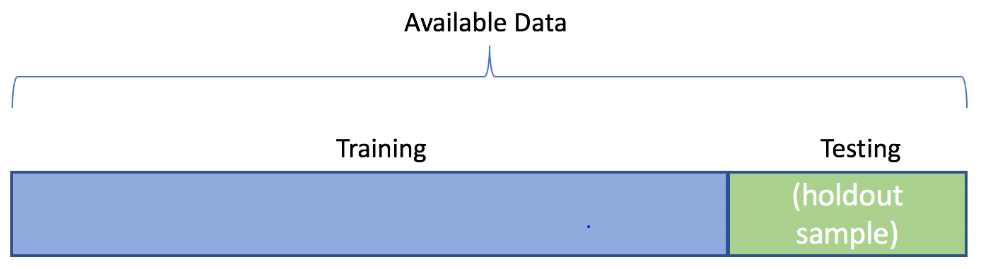 Available Data
Training
Testing
(holdout
sample)